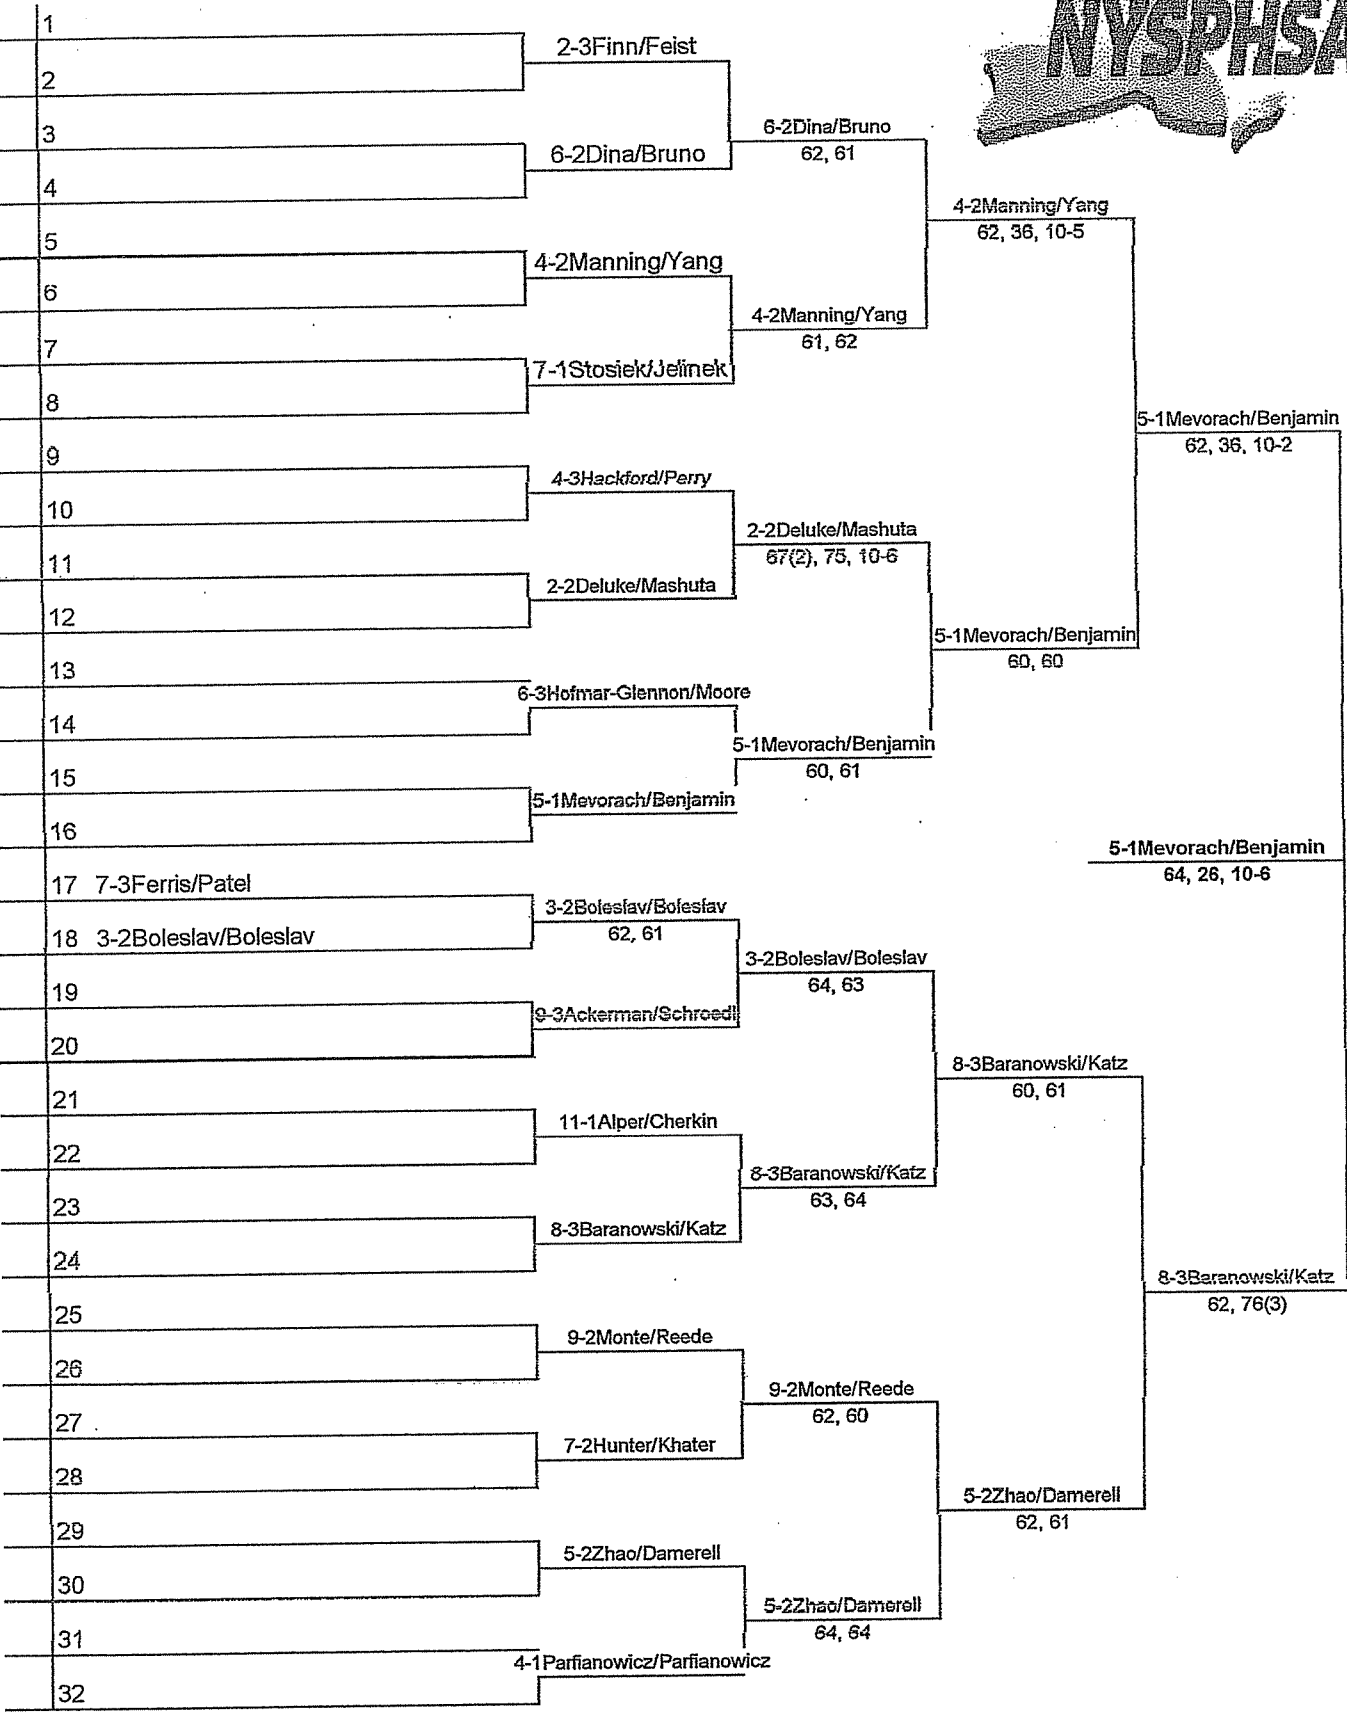 NYSPHSA
1
2-3Finn/Feist
2
3
6-2Dina/Bruno
62, 61
6-2Dina/Bruno
4
4-2Manning/Yang
62, 36, 10-5
5
4-2Manning/Yang
6
4-2Manning/Yang
61, 62
7
7-1Stosiek/Jelinek
8
5-1Mevorach/Benjamin
62, 36, 10-2
9
4-3Hackford/Perry
10
2-2Deluke/Mashuta
67(2), 75, 10-6
11
2-2Deluke/Mashuta
12
5-1Mevorach/Benjamin
60, 60
13
6-3Hofmar-Glennon/Moore
14
5-1Mevorach/Benjamin
60, 61
15
5-1Mevorach/Benjamin
16
5-1Mevorach/Benjamin
64, 26, 10-6
17 7-3Ferris/Patel
3-2Boleslav/Boleslav
62, 61
18 3-2Boleslav/Boleslav
3-2Boleslav/Boleslav
64, 63
19
9-3Ackerman/Schroedl
20
8-3Baranowski/Katz
60, 61
21
11-1Alper/Cherkin
22
8-3Baranowski/Katz
63, 64
23
8-3Baranowski/Katz
24
8-3Baranowski/Katz
62, 76(3)
25
9-2Monte/Reede
26
9-2Monte/Reede
62, 60
27
7-2Hunter/Khater
28
5-2Zhao/Damerell
62, 61
29
5-2Zhao/Damerell
30
5-2Zhao/Damerell
64, 64
31
4-1Parfianowicz/Parfianowicz
32